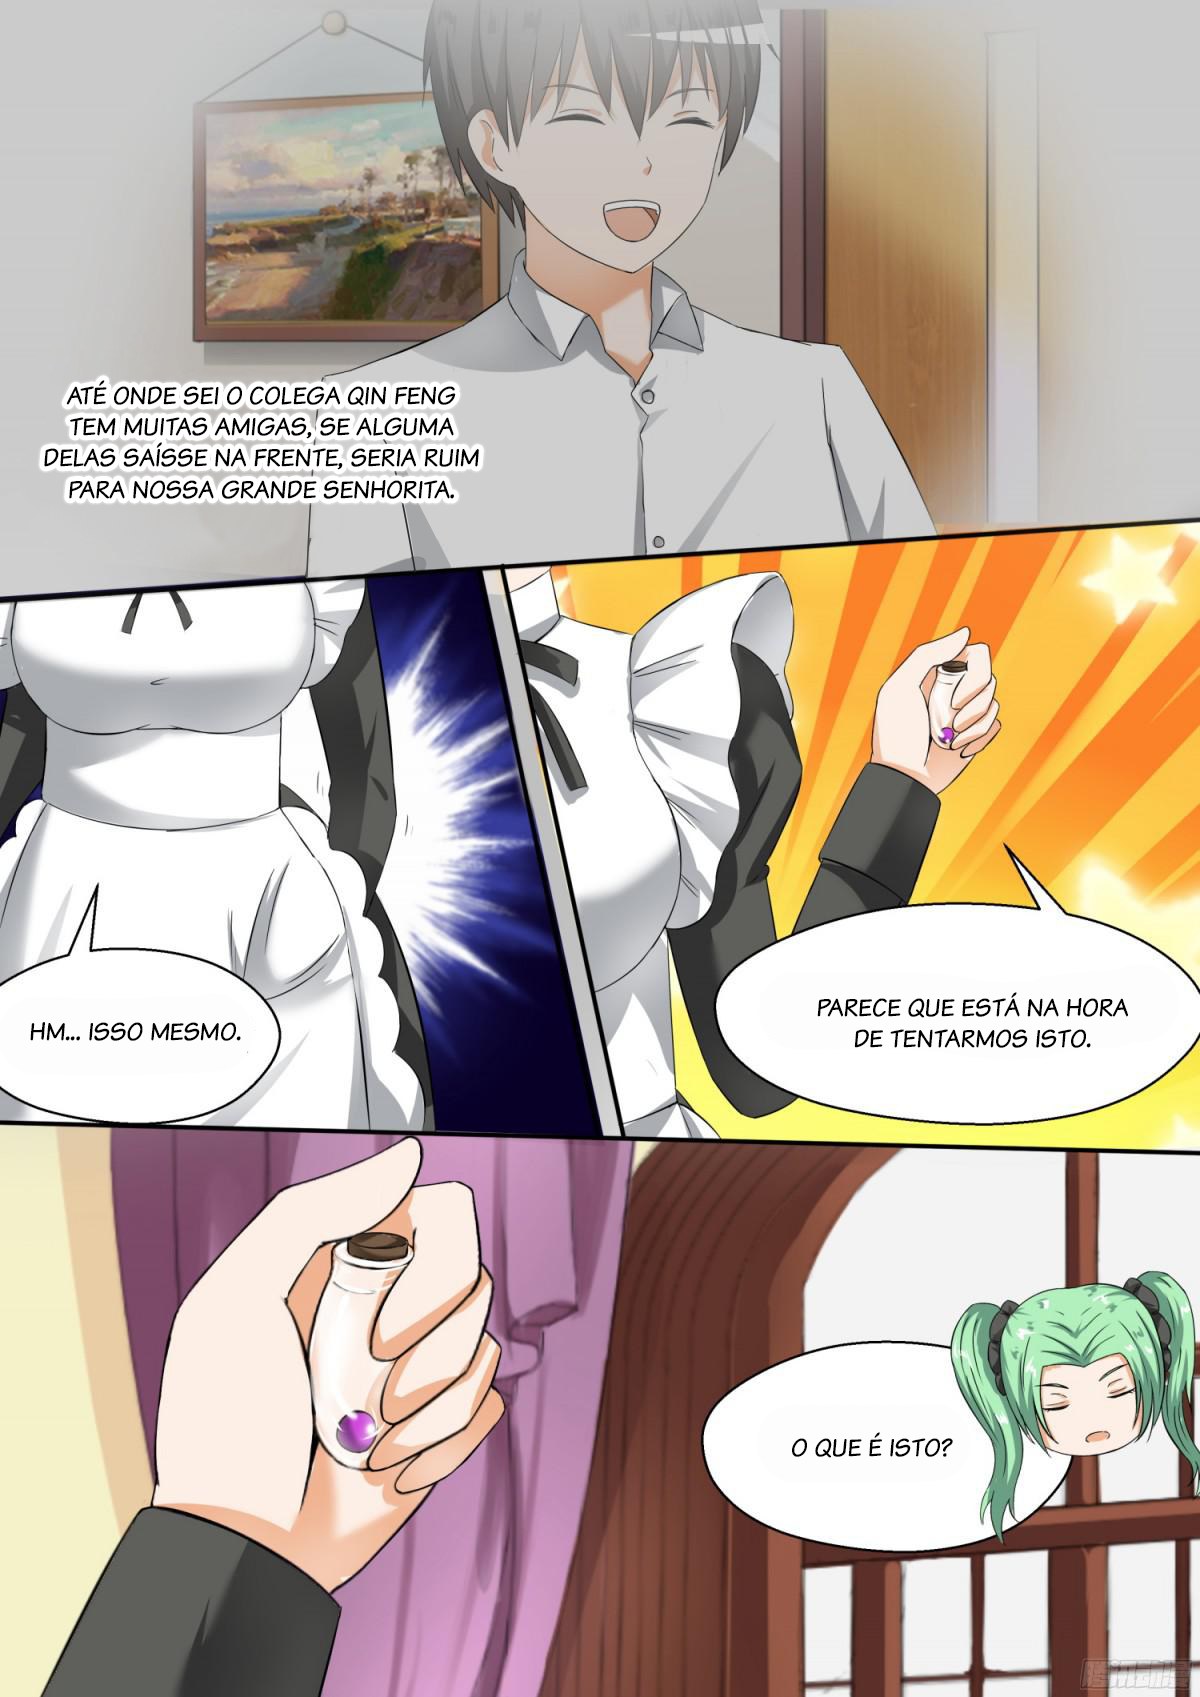 ATÉ ONDE SEI O COLEGA QIN FENG
TEM MUITAS AMIGAS, SE ALGUMA
DELAS SAÍSSE NA FRENTE, SERIA RUIM
PARA NOSSA GRANDE SENHORITA.
HM... ISSO MESMO.
PARECE QUE ESTÁ NA HORA
DE TENTARMOS ISTO.
O QUE É ISTO?